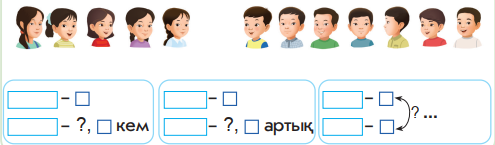 –
– ?, кем
–
– ?, артық
–
–
? ...